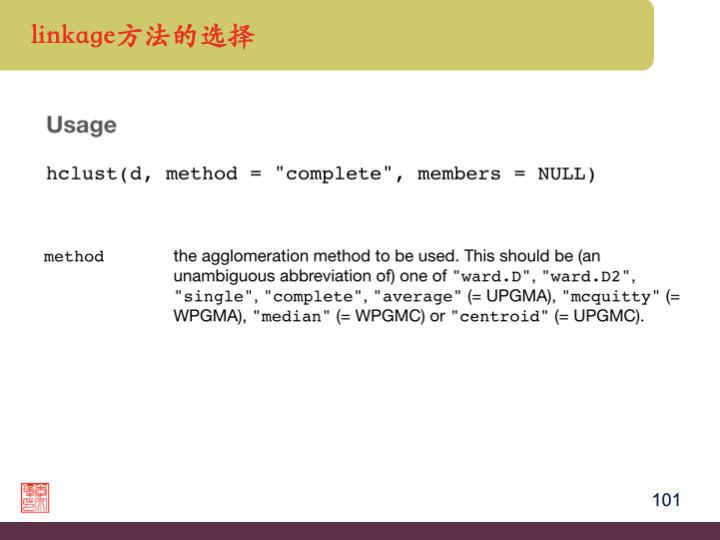 linkage方法的选择
Usage
hclust(d, method = "complete", members = NULL)
method the agglomeration method to be used. This should be (an
unambiguous abbreviation of) one of "ward.D", "ward.D2",
"single", "complete", "average" (= UPGMA), "mcquitty" (=
WPGMA), "median" (= WPGMC) or "centroid" (= UPGMC).
101